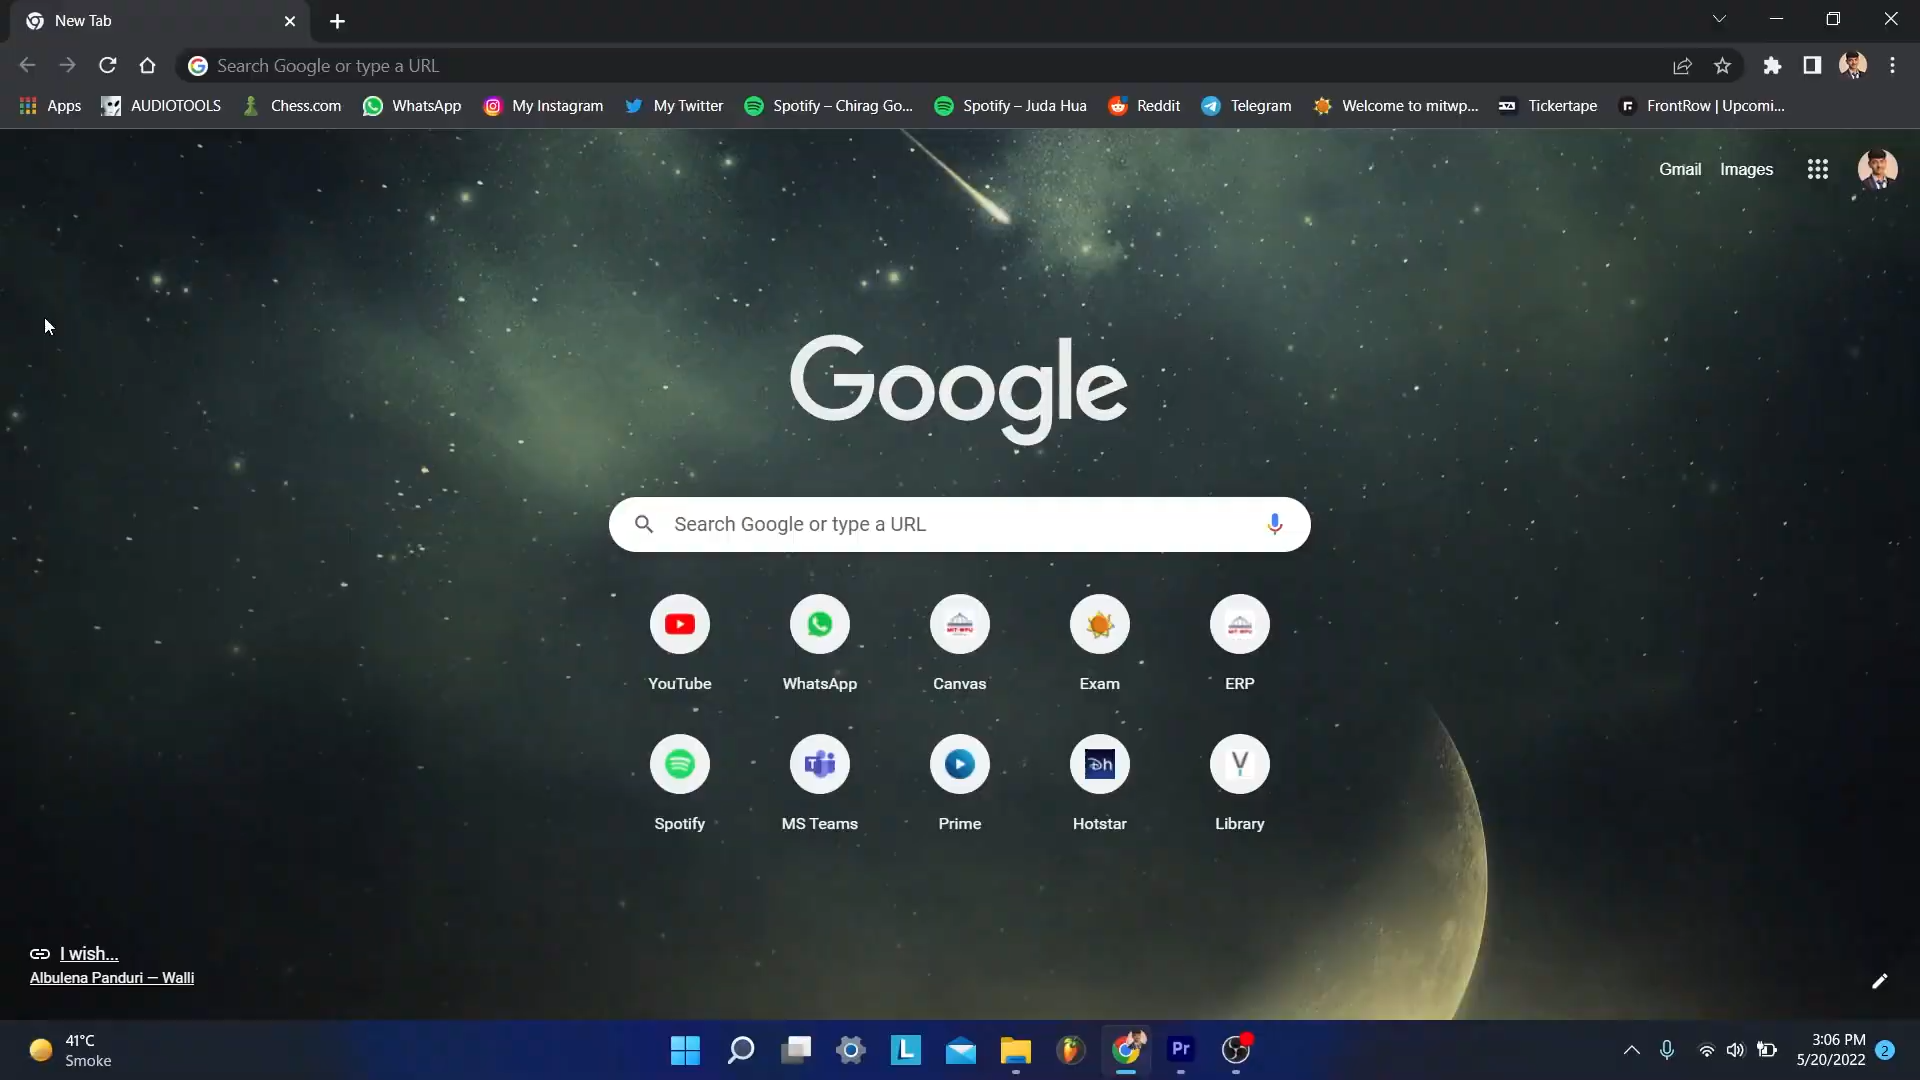 New Tab
Search Google or type a URL
Apps AUDIOTOOLS Chess.com WhatsApp My Instagram My Twitter Spotify – Chirag Go... Spotify – Juda Hua Reddit Telegram Welcome to mitwp... Tickertape FrontRow | Upcomi...
Gmail Images
Google
Search Google or type a URL
YouTube WhatsApp Canvas Exam ERP
Spotify MS Teams Prime Hotstar Library
I wish...
Albulena Panduri — Walli
41°C
Smoke
L
Pr
3:06 PM
5/20/2022
2